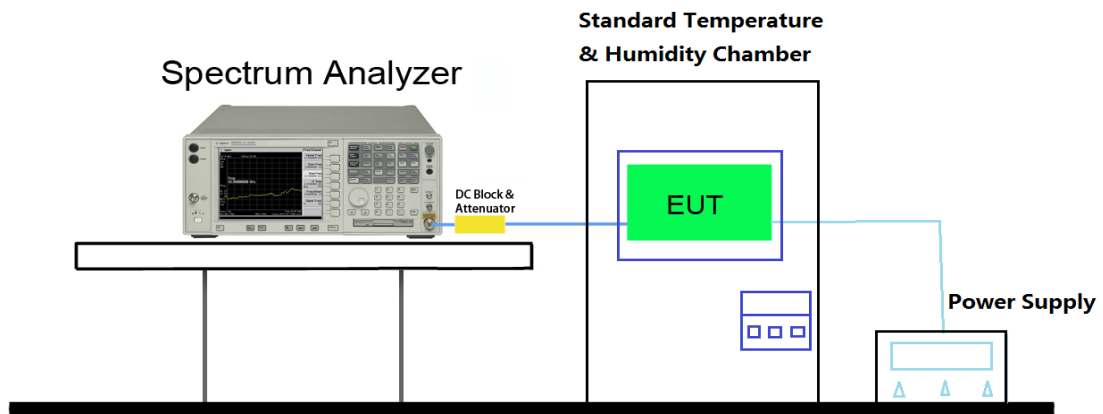 Standard Temperature
& Humidity Chamber
Spectrum Analyzer
DC Block &
Attenuator
EUT
Power Supply